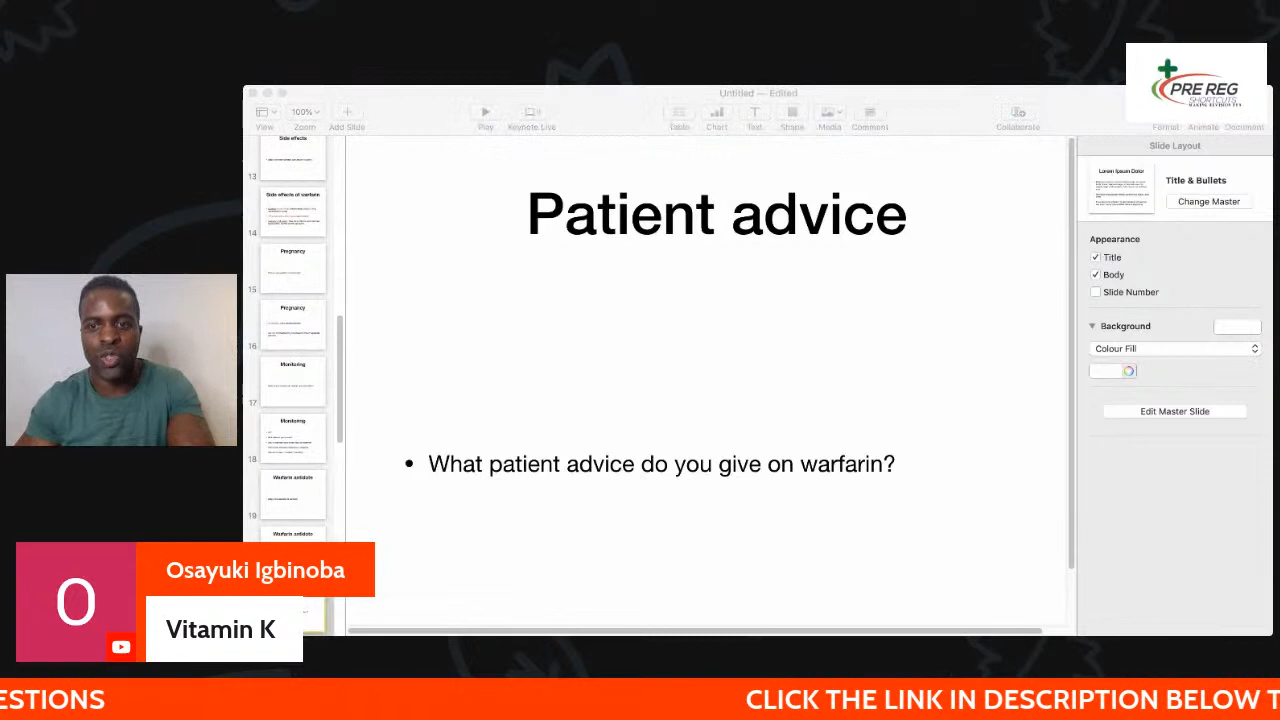 PRE REG
SHORTCUTS
Untitled — Edited
100%
View
Zoom
Add Slide
Play
Keynote Live
Table
Chart
Text
Shape
Media
Comment
Collaborate
Format
Animate
Document
Side effects
13
Side effects of warfarin
14
Pregnancy
15
Pregnancy
16
Monitoring
17
Monitoring
18
Warfarin antidote
19
Warfarin antidote
Patient advice
• What patient advice do you give on warfarin?
Slide Layout
Lorem Ipsum Dolor
Title & Bullets
Change Master
Appearance
Title
Body
Slide Number
Background
Colour Fill
Edit Master Slide
O
Osayuki Igbinoba
Vitamin K
ESTIONS
CLICK THE LINK IN DESCRIPTION BELOW T